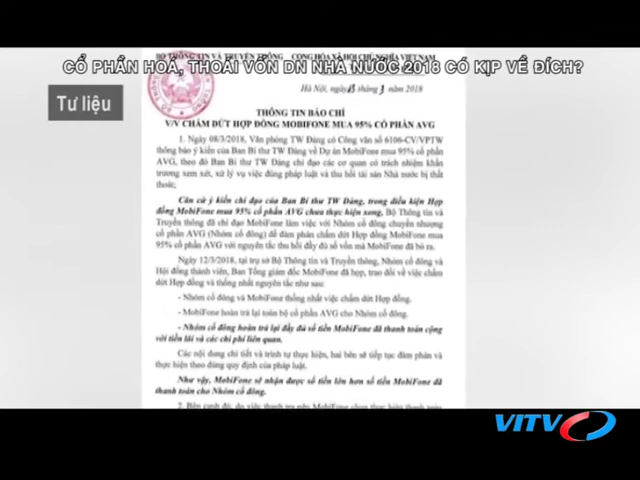 BỘ THÔNG TIN VÀ TRUYỀN THÔNG CỘNG HÒA XÃ HỘI CHỦ NGHĨA VIỆT NAM
CỔ PHẦN HOÁ, THOÁI VỐN DN NHÀ NƯỚC 2018 CÓ KỊP VỀ ĐÍCH?
Hà Nội, ngày 13 tháng 3 năm 2018
Tư liệu
THÔNG TIN BÁO CHÍ
V/V CHẤM DỨT HỢP ĐỒNG MOBIFONE MUA 95% CỔ PHẦN AVG
1. Ngày 08/3/2018, Văn phòng TW Đảng có Công văn số 6106-CV/VPTW
thông báo ý kiến của Ban Bí thư TW Đảng về Dự án MobiFone mua 95% cổ phần
AVG, theo đó Ban Bí thư TW Đảng chỉ đạo các cơ quan có trách nhiệm khẩn
trương xem xét, xử lý vụ việc đúng pháp luật và thu hồi tài sản Nhà nước bị thất
thoát;
Căn cứ ý kiến chỉ đạo của Ban Bí thư TW Đảng, trong điều kiện Hợp
đồng MobiFone mua 95% cổ phần AVG chưa thực hiện xong, Bộ Thông tin và
Truyền thông đã chỉ đạo MobiFone làm việc với Nhóm cổ đông chuyển nhượng
cổ phần AVG (Nhóm cổ đông) để đàm phán chấm dứt Hợp đồng MobiFone mua
95% cổ phần AVG với nguyên tắc thu hồi đầy đủ số vốn mà MobiFone đã bỏ ra.
Ngày 12/3/2018, tại trụ sở Bộ Thông tin và Truyền thông, Nhóm cổ đông và
Hội đồng thành viên, Ban Tổng giám đốc MobiFone đã họp, trao đổi về việc chấm
dứt Hợp đồng và thống nhất nguyên tắc như sau:
- Nhóm cổ đông và MobiFone thống nhất việc chấm dứt Hợp đồng.
- MobiFone hoàn trả lại toàn bộ cổ phần AVG cho Nhóm cổ đông.
- Nhóm cổ đông hoàn trả lại đầy đủ số tiền MobiFone đã thanh toán cộng
với tiền lãi và các chi phí liên quan.
Các nội dung chi tiết và trình tự thực hiện, hai bên sẽ tiếp tục đàm phán và
thực hiện theo đúng quy định của pháp luật.
Như vậy, MobiFone sẽ nhận được số tiền lớn hơn số tiền MobiFone đã
thanh toán cho Nhóm cổ đông.
2. Bên cạnh đó, do việc thanh tra
VITV